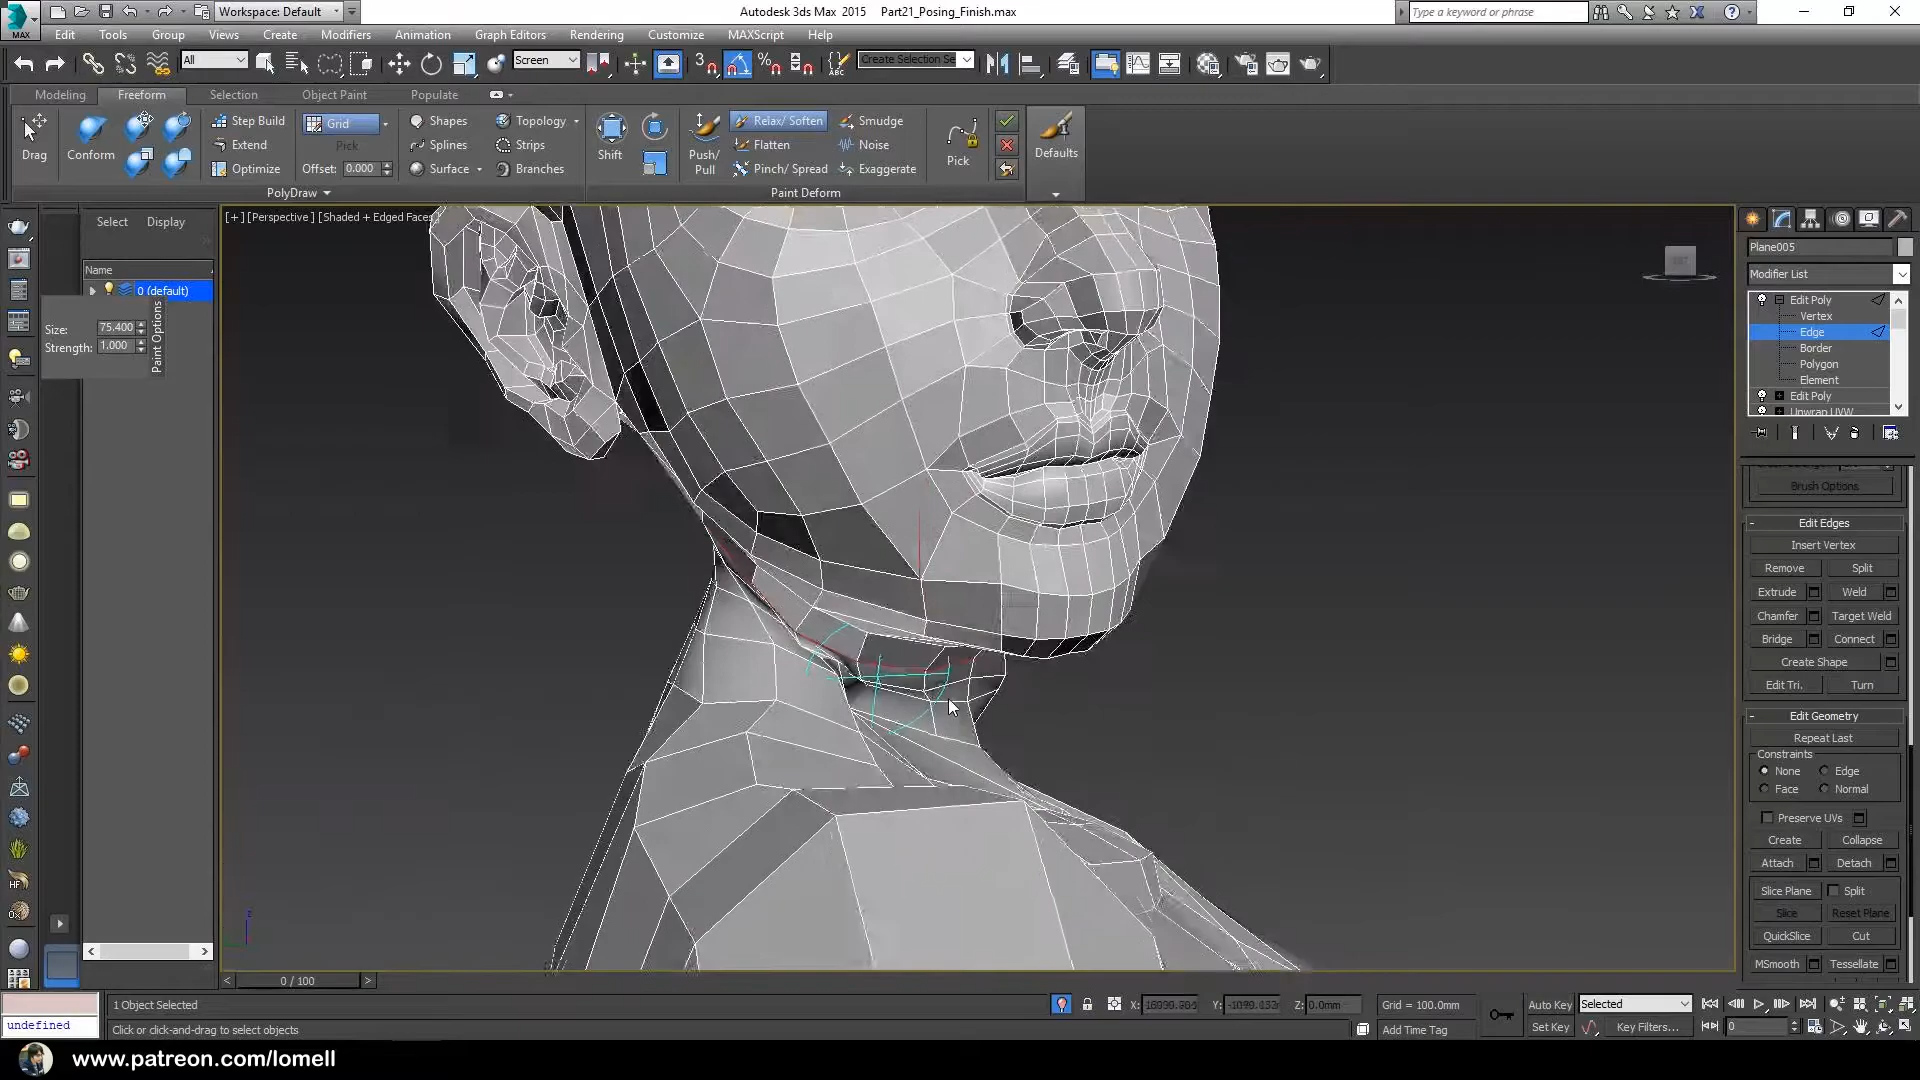 MAX
Workspace: Default
Autodesk 3ds Max 2015 Part21_Posing_Finish.max
Type a keyword or phrase
Edit Tools Group Views Create Modifiers Animation Graph Editors Rendering Customize MAXScript Help
All
Screen
3
%
ABC
Create Selection Se
Modeling Freeform Selection Object Paint Populate
Drag
Conform
Step Build
Extend
Optimize
Grid
Pick
Offset: 0.000
Shapes
Splines
Surface
Topology
Strips
Branches
Shift
Push/
Pull
Relax/ Soften
Flatten
Pinch/ Spread
Smudge
Noise
Exaggerate
Pick
Defaults
PolyDraw
Paint Deform
Select Display
Name
0 (default)
Size: 75.400
Strength: 1.000
Paint Options
[+] [Perspective] [Shaded + Edged Faces]
Plane005
Modifier List
Edit Poly
Vertex
Edge
Border
Polygon
Element
Edit Poly
Unwrap UVW
Brush Options
Edit Edges
Insert Vertex
Remove Split
Extrude Weld
Chamfer Target Weld
Bridge Connect
Create Shape
Edit Tri. Turn
Edit Geometry
Repeat Last
Constraints
None Edge
Face Normal
Preserve UVs
Create Collapse
Attach Detach
Slice Plane Split
Slice Reset Plane
QuickSlice Cut
MSmooth Tessellate
HF
0 / 100
1 Object Selected
X: Y: Z: 0.0mm
Grid = 100.0mm
Auto Key Selected
undefined
Click or click-and-drag to select objects
Add Time Tag
Set Key Key Filters... 0
www.patreon.com/lomell